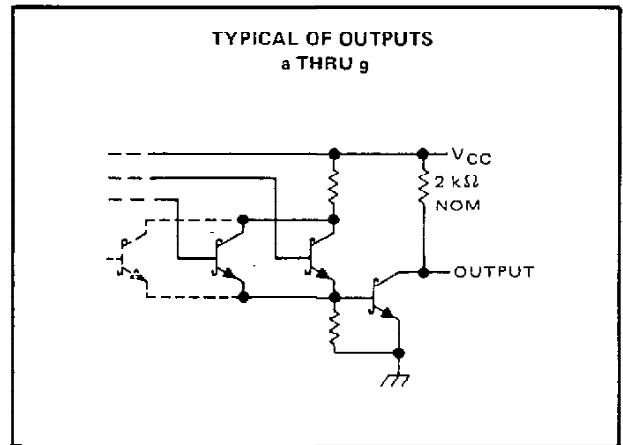 TYPICAL OF OUTPUTS
a THRU g
VCC
2 kΩ
NOM
OUTPUT